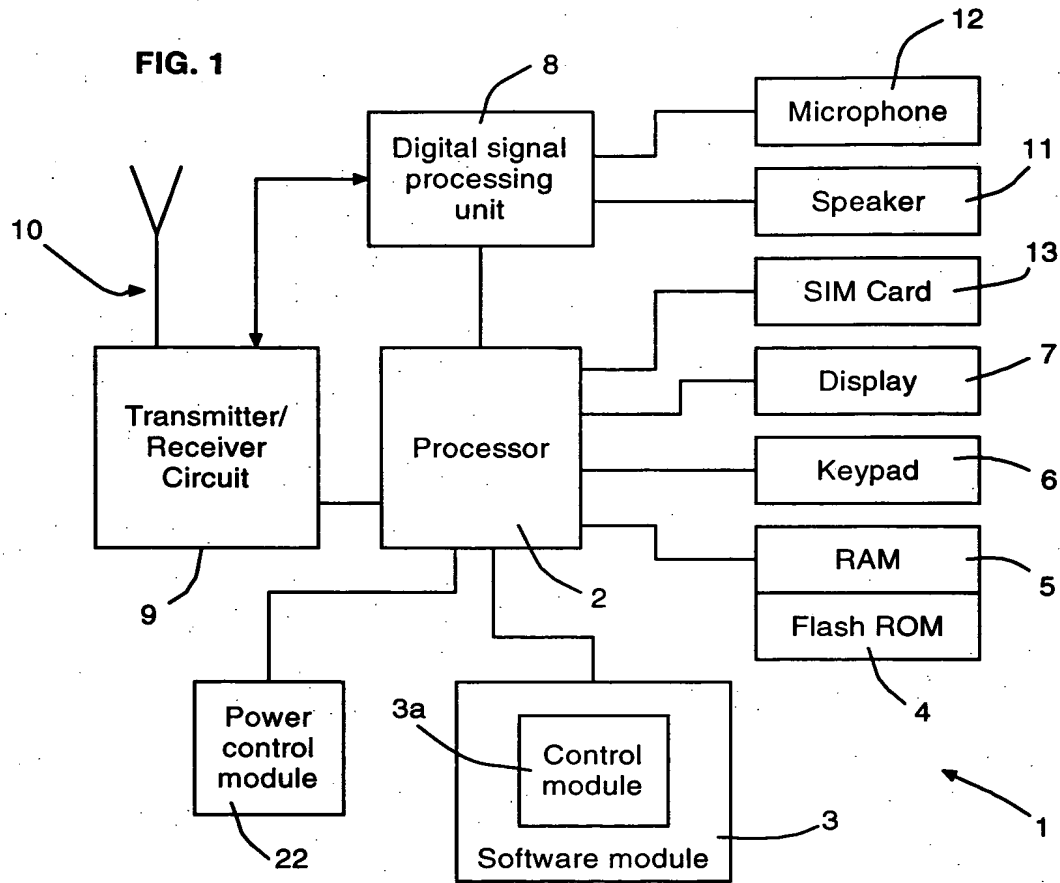 FIG. 1
12
8
Microphone
Digital signal
processing
unit
11
Speaker
10
13
SIM Card
7
Transmitter/
Receiver
Circuit
Processor
Display
Keypad
6
RAM
5
9
2
Flash ROM
Power
control
module
3a
Control
module
4
22
Software module
3
1